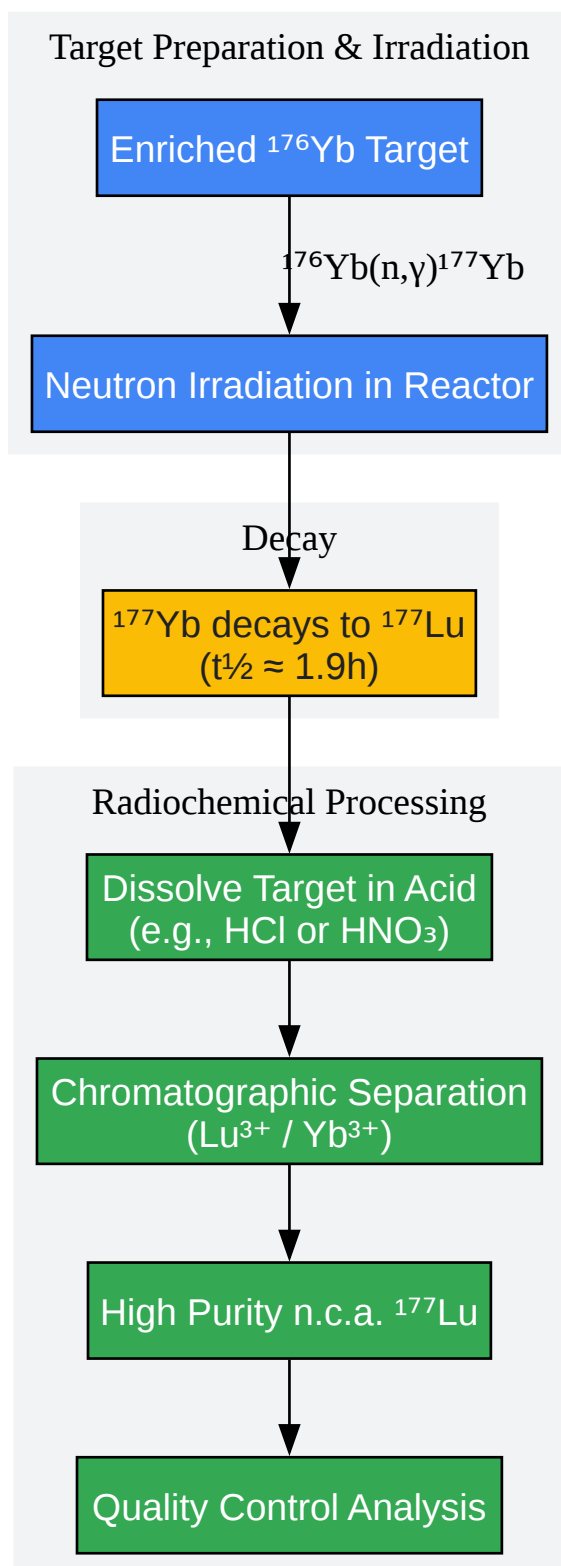 Target Preparation & Irradiation
Enriched ¹⁷⁶Yb Target
¹⁷⁶Yb(n,γ)¹⁷⁷Yb
Neutron Irradiation in Reactor
Decay
¹⁷⁷Yb decays to ¹⁷⁷Lu
(t½ ≈ 1.9h)
Radiochemical Processing
Dissolve Target in Acid
(e.g., HCl or HNO₃)
Chromatographic Separation
(Lu³⁺ / Yb³⁺)
High Purity n.c.a. ¹⁷⁷Lu
Quality Control Analysis